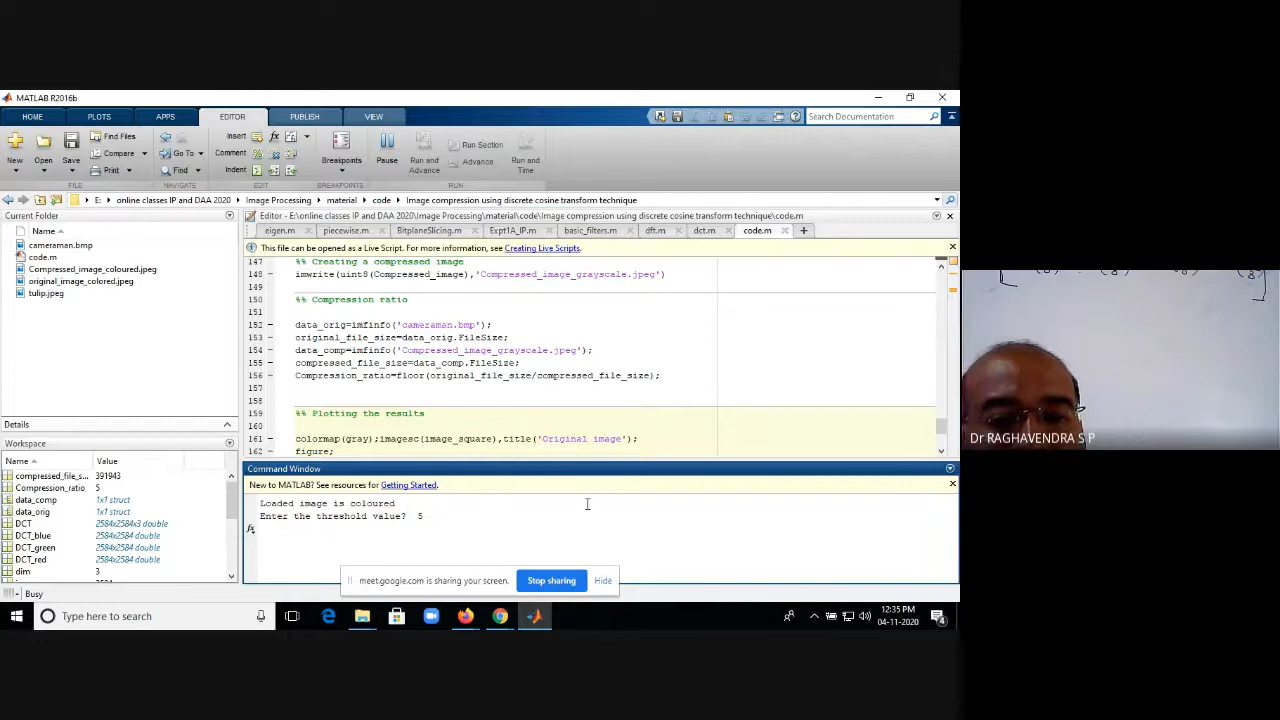 MATLAB R2016b
HOME PLOTS APPS EDITOR PUBLISH VIEW
Search Documentation
New Open Save
Find Files
Compare
Print
Go To
Find
Insert
Comment
Indent
Breakpoints
Pause
Run and Advance
Run Section
Advance
Run and Time
FILE NAVIGATE EDIT BREAKPOINTS RUN
E: online classes IP and DAA 2020 Image Processing material code Image compression using discrete cosine transform technique
Current Folder
Name
cameraman.bmp
code.m
Compressed_image_coloured.jpeg
original_image_colored.jpeg
tulip.jpeg
Details
Workspace
Name Value
compressed_file_s... 391943
Compression_ratio 5
data_comp 1x1 struct
data_orig 1x1 struct
DCT 2584x2584x3 double
DCT_blue 2584x2584 double
DCT_green 2584x2584 double
DCT_red 2584x2584 double
dim 3
Busy
Editor - E:\online classes IP and DAA 2020\Image Processing\material\code\Image compression using discrete cosine transform technique\code.m
eigen.m piecewise.m BitplaneSlicing.m Expt1A_IP.m basic_filters.m dft.m dct.m code.m
This file can be opened as a Live Script. For more information, see Creating Live Scripts.
147 %% Creating a compressed image
148 imwrite(uint8(Compressed_image),'Compressed_image_grayscale.jpeg')
149
150 %% Compression ratio
151
152 data_orig=imfinfo('cameraman.bmp');
153 original_file_size=data_orig.FileSize;
154 data_comp=imfinfo('Compressed_image_grayscale.jpeg');
155 compressed_file_size=data_comp.FileSize;
156 Compression_ratio=floor(original_file_size/compressed_file_size);
157
158
159 %% Plotting the results
160
161 colormap(gray);imagesc(image_square),title('Original image');
162 figure;
Command Window
New to MATLAB? See resources for Getting Started.
Loaded image is coloured
Enter the threshold value? 5
fx
meet.google.com is sharing your screen. Stop sharing Hide
Type here to search
12:35 PM
04-11-2020
4
Dr RAGHAVENDRA S P